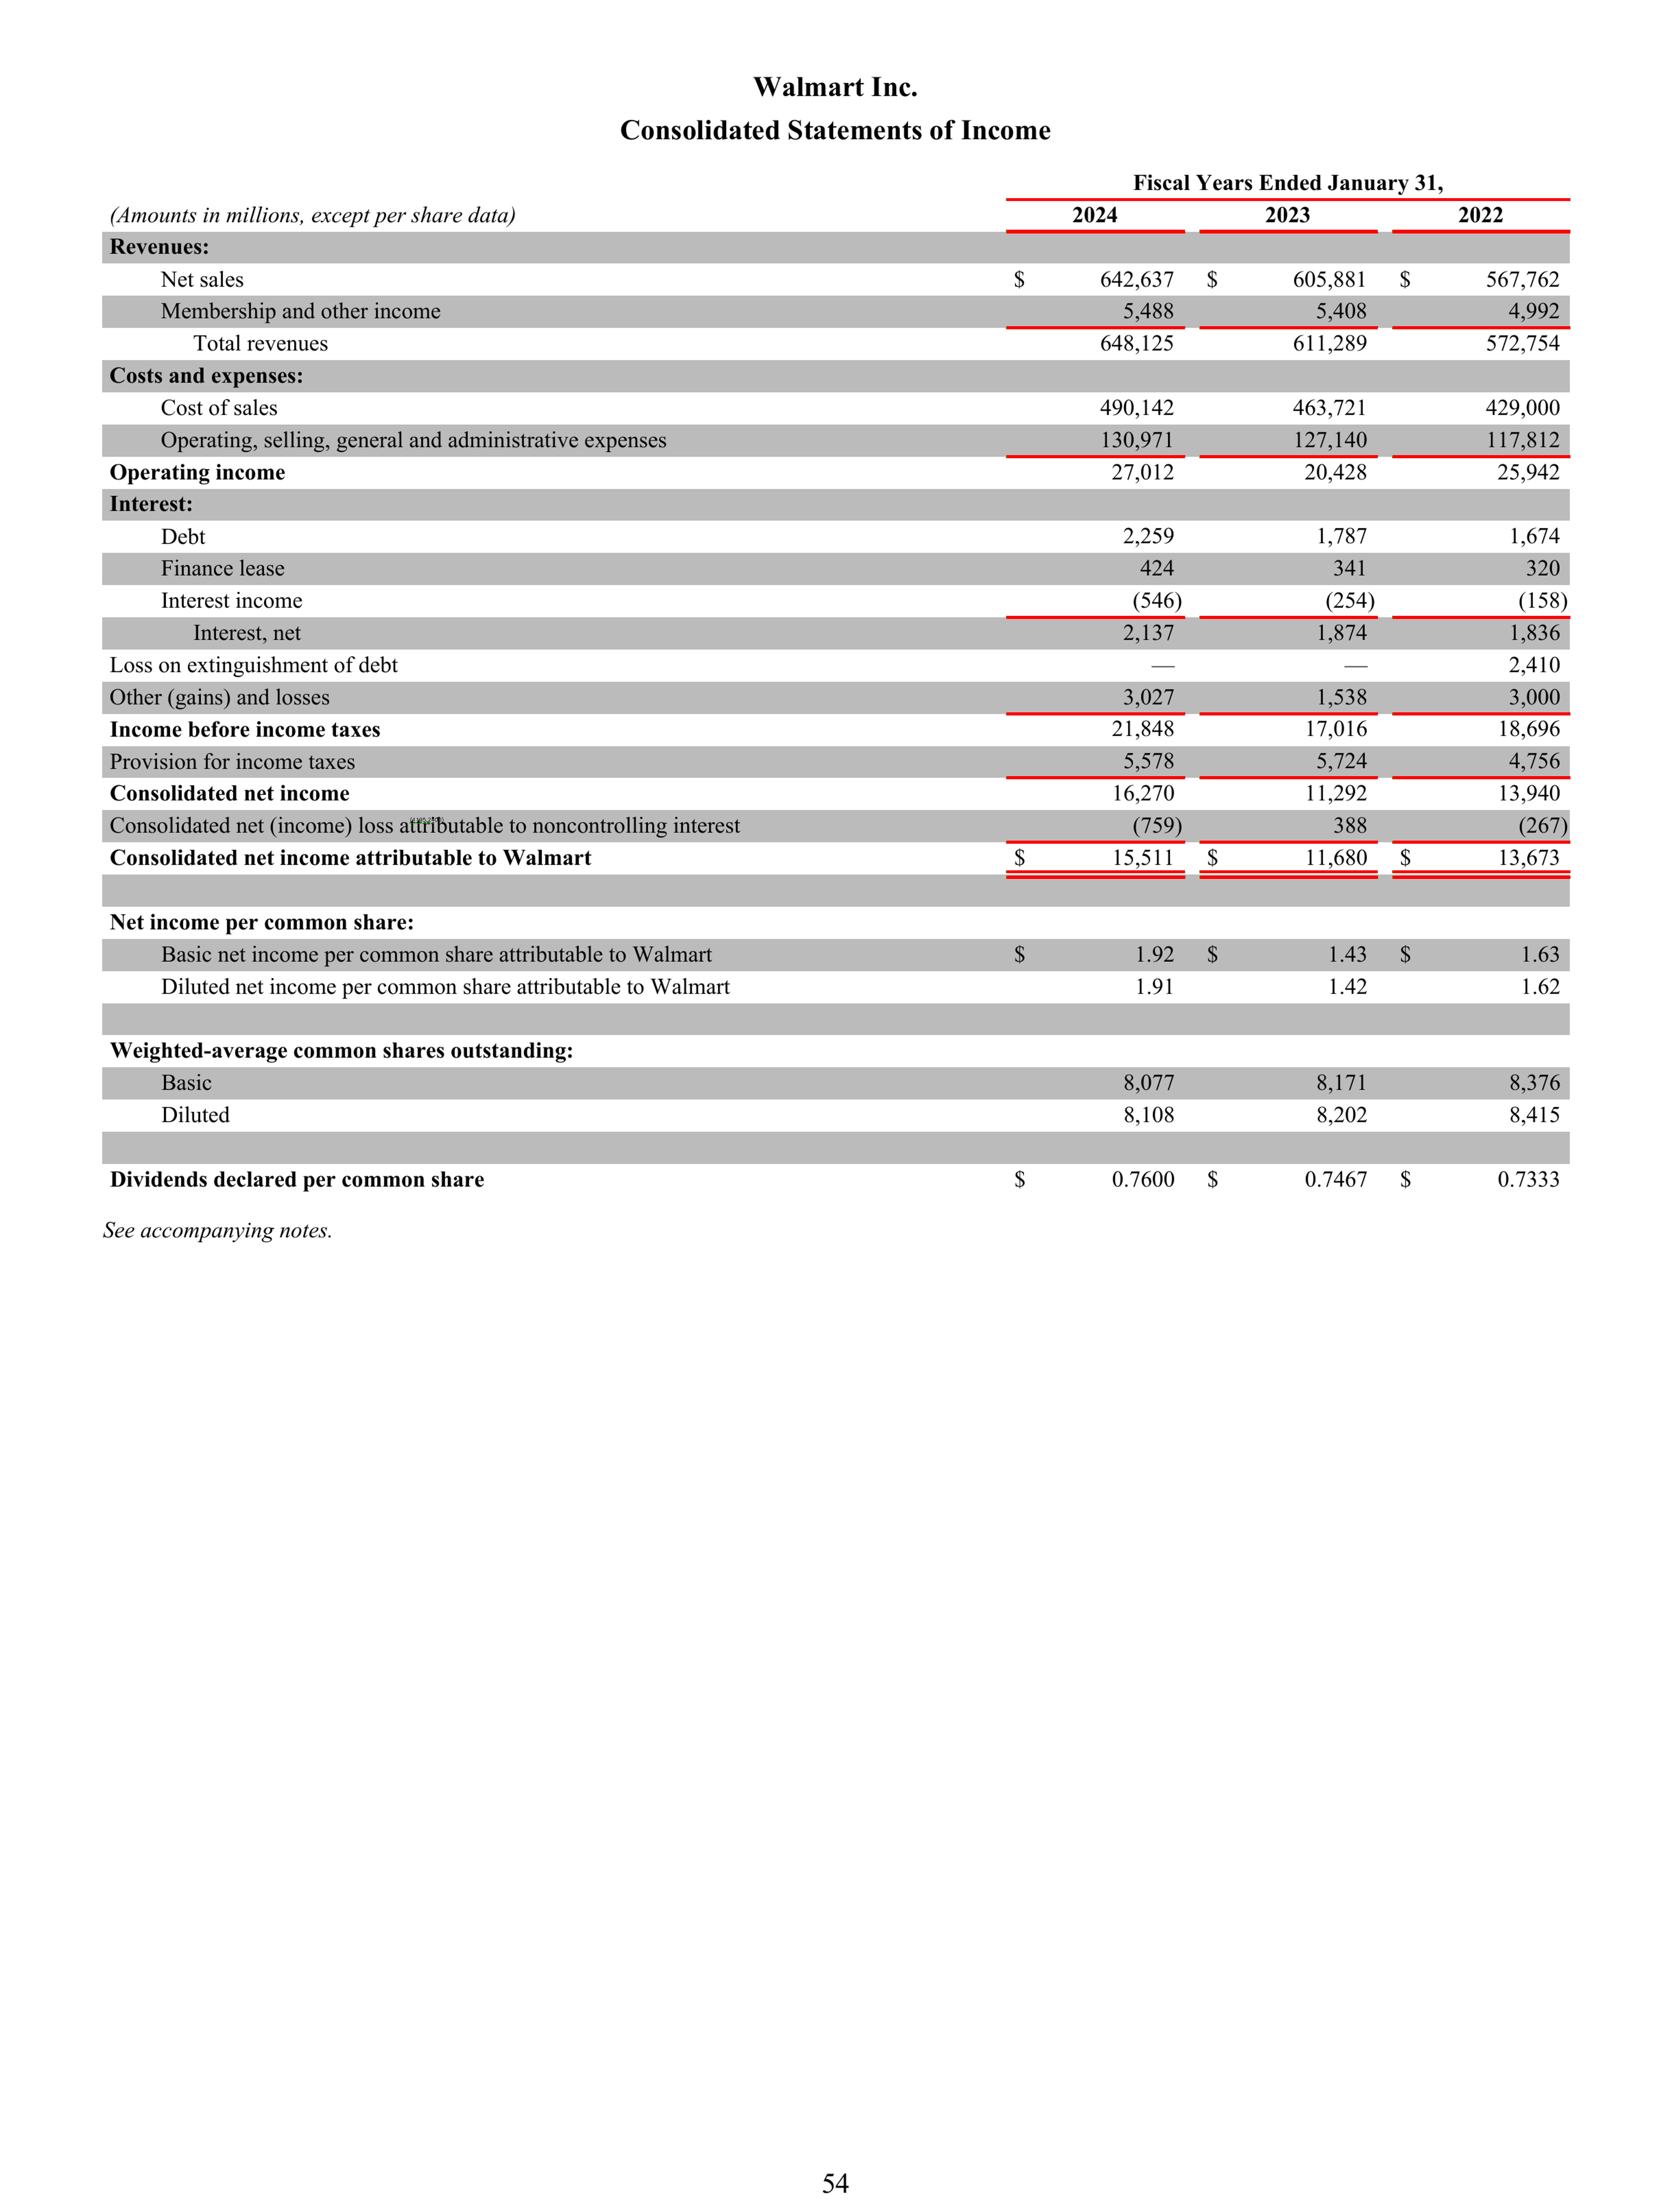 Walmart Inc.
Consolidated Statements of Income
Fiscal Years Ended January 31,
(Amounts in millions, except per share data) 2024 2023 2022
Revenues:
Net sales $ 642,637 $ 605,881 $ 567,762
Membership and other income 5,488 5,408 4,992
Total revenues 648,125 611,289 572,754
Costs and expenses:
Cost of sales 490,142 463,721 429,000
Operating, selling, general and administrative expenses 130,971 127,140 117,812
Operating income 27,012 20,428 25,942
Interest:
Debt 2,259 1,787 1,674
Finance lease 424 341 320
Interest income (546) (254) (158)
Interest, net 2,137 1,874 1,836
Loss on extinguishment of debt — — 2,410
Other (gains) and losses 3,027 1,538 3,000
Income before income taxes 21,848 17,016 18,696
Provision for income taxes 5,578 5,724 4,756
Consolidated net income 16,270 11,292 13,940
Consolidated net (income) loss attributable to noncontrolling interest (759) 388 (267)
Consolidated net income attributable to Walmart $ 15,511 $ 11,680 $ 13,673
Net income per common share:
Basic net income per common share attributable to Walmart $ 1.92 $ 1.43 $ 1.63
Diluted net income per common share attributable to Walmart 1.91 1.42 1.62
Weighted-average common shares outstanding:
Basic 8,077 8,171 8,376
Diluted 8,108 8,202 8,415
Dividends declared per common share $ 0.7600 $ 0.7467 $ 0.7333
See accompanying notes.
54